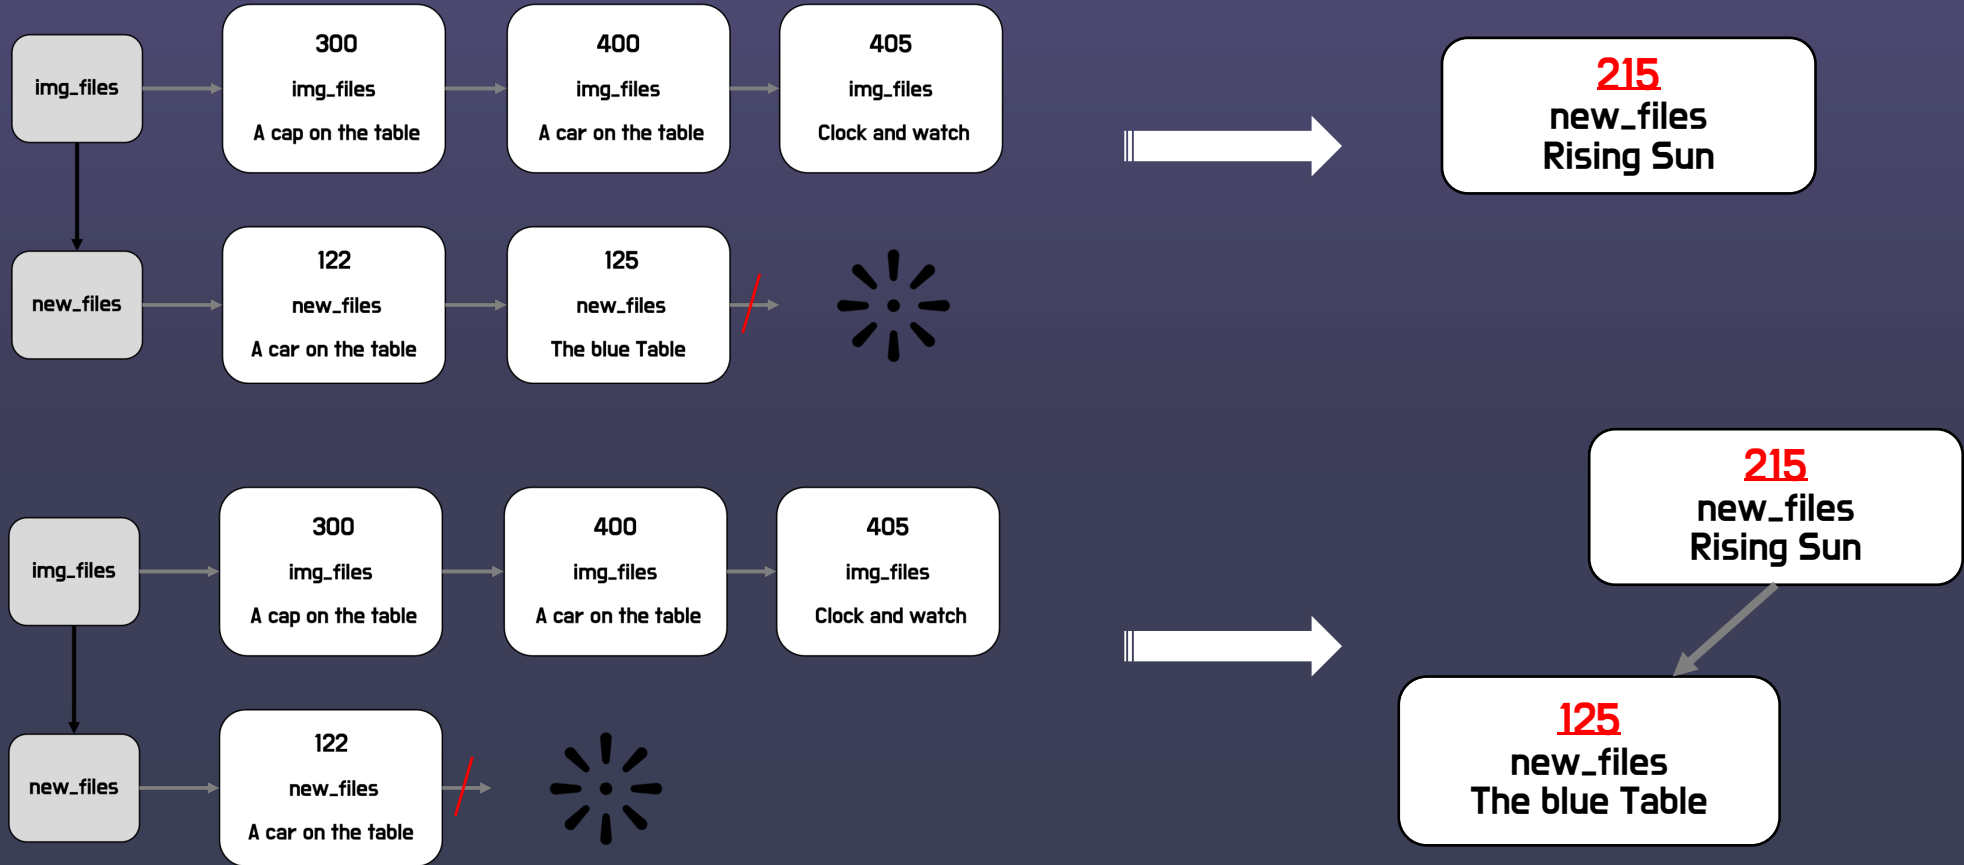 img_files
300
img_files
A cap on the table
400
img_files
A car on the table
405
img_files
Clock and watch
215
new_files
Rising Sun
new_files
122
new_files
A car on the table
125
new_files
The blue Table
img_files
300
img_files
A cap on the table
400
img_files
A car on the table
405
img_files
Clock and watch
215
new_files
Rising Sun
new_files
122
new_files
A car on the table
125
new_files
The blue Table